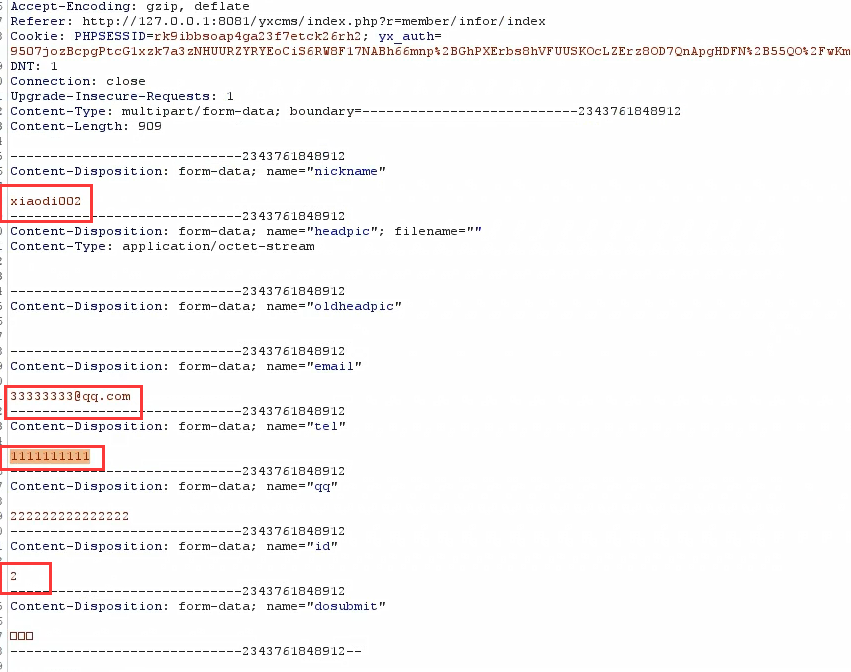 Accept-Encoding: gzip, deflate
Referer: http://127.0.0.1:8081/yxcms/index.php?r=member/infor/index
Cookie: PHPSESSID=rk9ibbsoap4ga23f7etck26rh2; yx_auth=
9507jozBcpgPtcG1xzk7a3zNHUURZYRYEoCiS6RW8F17NABh66mnp%2BGhPXErbs8hVFUUSKOcLZErz8OD7QnApgHDFN%2B55QO%2FwKm
DNT: 1
Connection: close
Upgrade-Insecure-Requests: 1
Content-Type: multipart/form-data; boundary=---------------------------2343761848912
Content-Length: 909
-----------------------------2343761848912
Content-Disposition: form-data; name="nickname"
xiaodi002
-----------------------------2343761848912
Content-Disposition: form-data; name="headpic"; filename=""
Content-Type: application/octet-stream
-----------------------------2343761848912
Content-Disposition: form-data; name="oldheadpic"
-----------------------------2343761848912
Content-Disposition: form-data; name="email"
33333333@qq.com
-----------------------------2343761848912
Content-Disposition: form-data; name="tel"
1111111111
-----------------------------2343761848912
Content-Disposition: form-data; name="qq"
222222222222222
-----------------------------2343761848912
Content-Disposition: form-data; name="id"
2
-----------------------------2343761848912
Content-Disposition: form-data; name="dosubmit"
□□□
-----------------------------2343761848912--